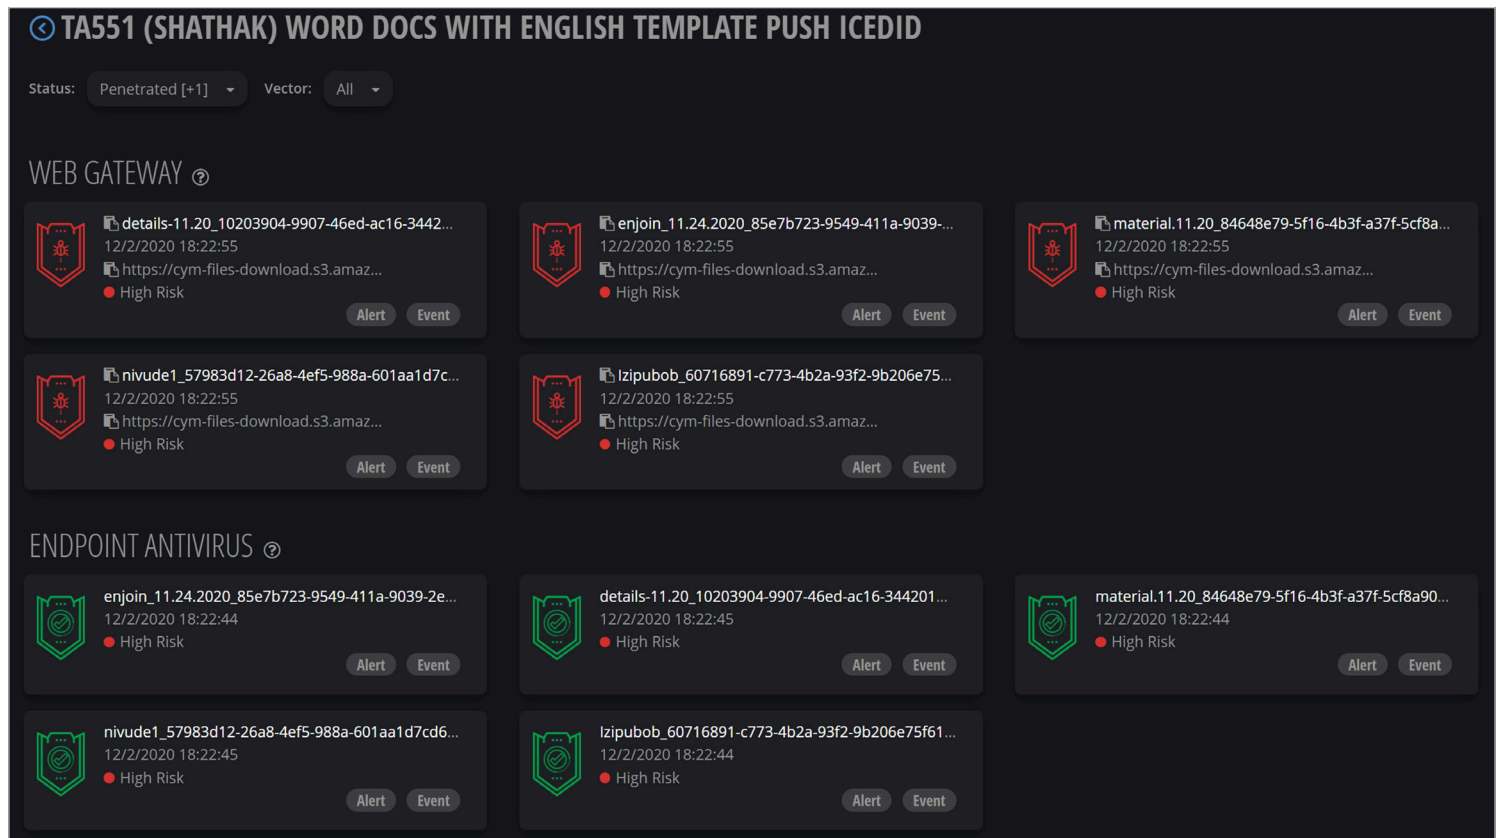 TA551 (SHATHAK) WORD DOCS WITH ENGLISH TEMPLATE PUSH ICEDID
Status: Penetrated [+1] Vector: All
WEB GATEWAY ?
details-11.20_10203904-9907-46ed-ac16-3442...
12/2/2020 18:22:55
https://cym-files-download.s3.amaz...
High Risk
Alert Event
enjoin_11.24.2020_85e7b723-9549-411a-9039-...
12/2/2020 18:22:55
https://cym-files-download.s3.amaz...
High Risk
Alert Event
material.11.20_84648e79-5f16-4b3f-a37f-5cf8a...
12/2/2020 18:22:55
https://cym-files-download.s3.amaz...
High Risk
Alert Event
nivude1_57983d12-26a8-4ef5-988a-601aa1d7c...
12/2/2020 18:22:55
https://cym-files-download.s3.amaz...
High Risk
Alert Event
lzipubob_60716891-c773-4b2a-93f2-9b206e75...
12/2/2020 18:22:55
https://cym-files-download.s3.amaz...
High Risk
Alert Event
ENDPOINT ANTIVIRUS ?
enjoin_11.24.2020_85e7b723-9549-411a-9039-2e...
12/2/2020 18:22:44
High Risk
Alert Event
details-11.20_10203904-9907-46ed-ac16-344201...
12/2/2020 18:22:45
High Risk
Alert Event
material.11.20_84648e79-5f16-4b3f-a37f-5cf8a90...
12/2/2020 18:22:44
High Risk
Alert Event
nivude1_57983d12-26a8-4ef5-988a-601aa1d7cd6...
12/2/2020 18:22:45
High Risk
Alert Event
lzipubob_60716891-c773-4b2a-93f2-9b206e75f61...
12/2/2020 18:22:44
High Risk
Alert Event